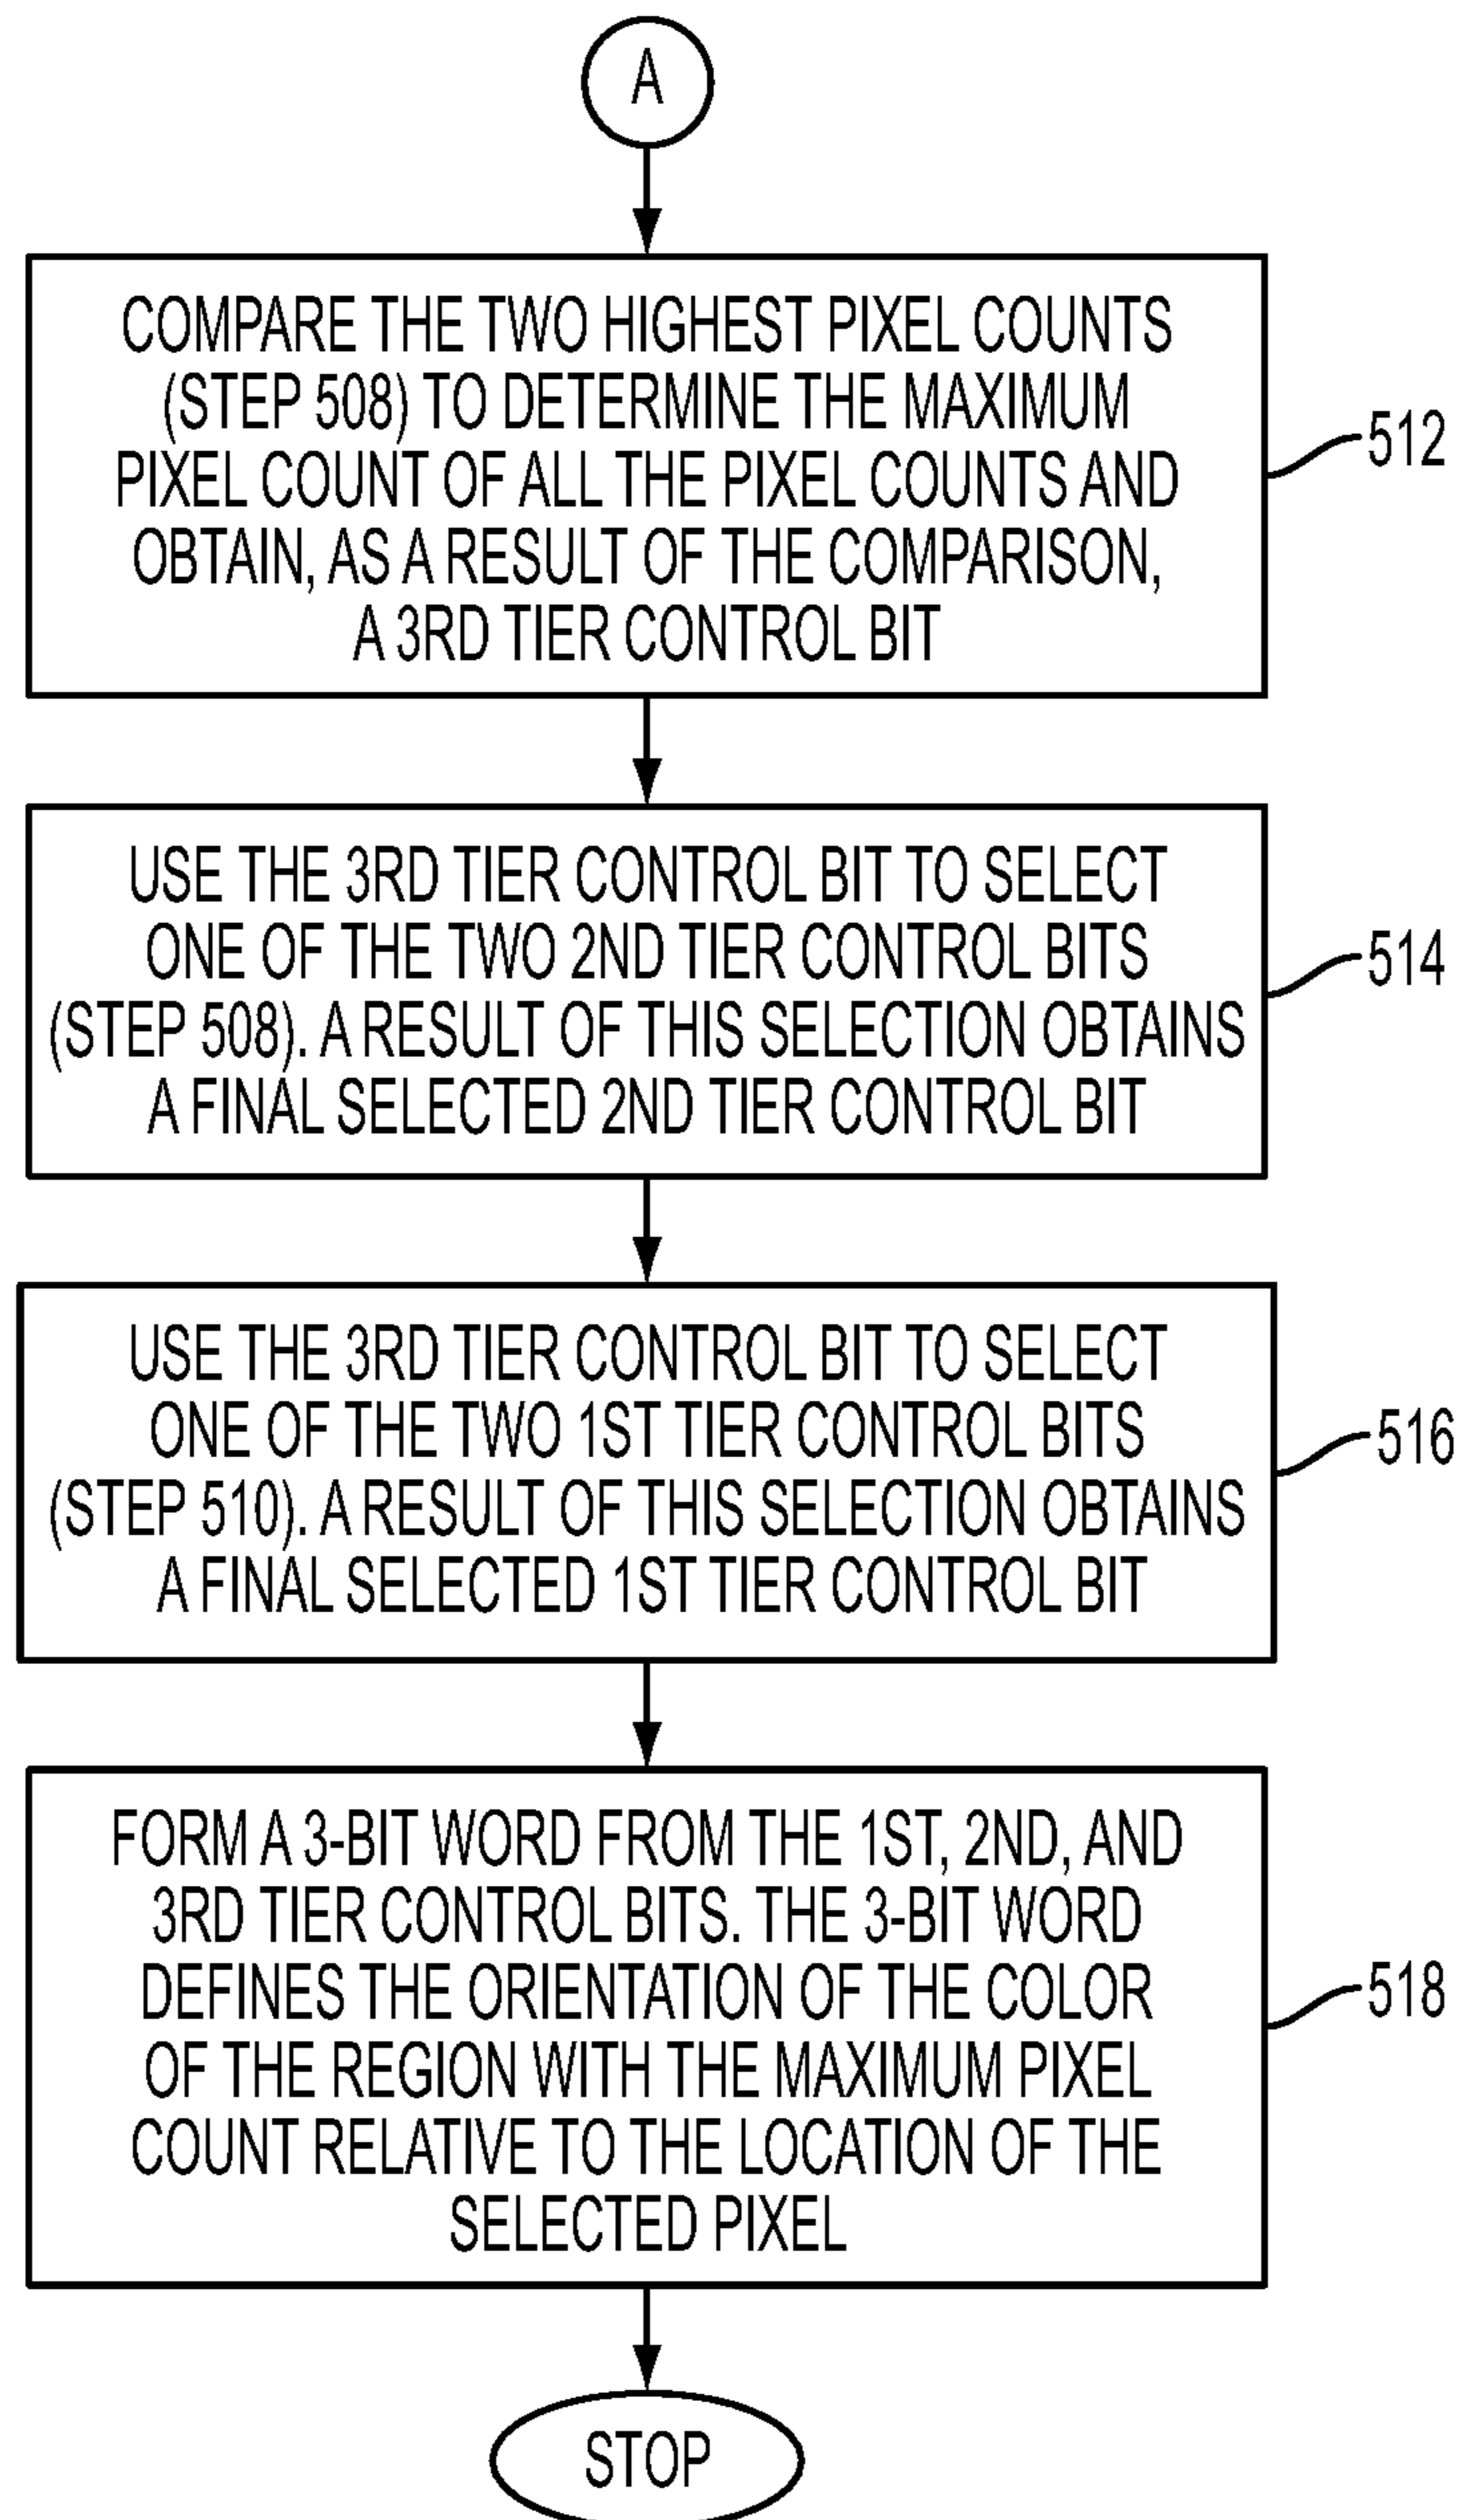 A
COMPARE THE TWO HIGHEST PIXEL COUNTS
(STEP 508) TO DETERMINE THE MAXIMUM
PIXEL COUNT OF ALL THE PIXEL COUNTS AND
OBTAIN, AS A RESULT OF THE COMPARISON,
A 3RD TIER CONTROL BIT
512
USE THE 3RD TIER CONTROL BIT TO SELECT
ONE OF THE TWO 2ND TIER CONTROL BITS
(STEP 508). A RESULT OF THIS SELECTION OBTAINS
A FINAL SELECTED 2ND TIER CONTROL BIT
514
USE THE 3RD TIER CONTROL BIT TO SELECT
ONE OF THE TWO 1ST TIER CONTROL BITS
(STEP 510). A RESULT OF THIS SELECTION OBTAINS
A FINAL SELECTED 1ST TIER CONTROL BIT
516
FORM A 3-BIT WORD FROM THE 1ST, 2ND, AND
3RD TIER CONTROL BITS. THE 3-BIT WORD
DEFINES THE ORIENTATION OF THE COLOR
OF THE REGION WITH THE MAXIMUM PIXEL
COUNT RELATIVE TO THE LOCATION OF THE
SELECTED PIXEL
518
STOP